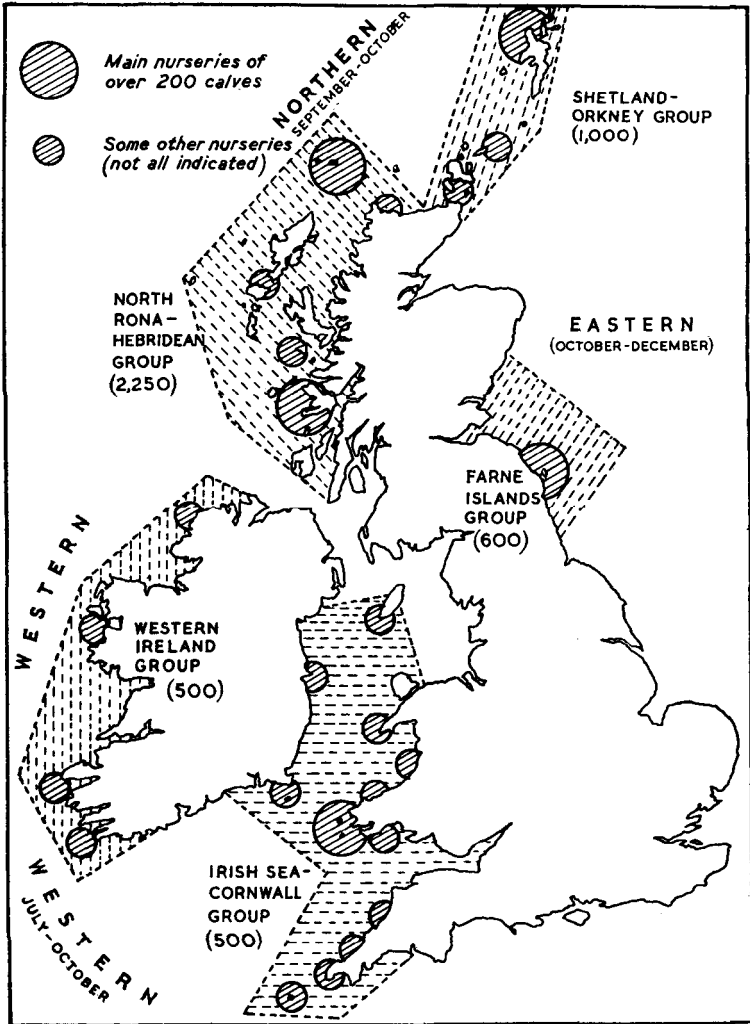 Main nurseries of
over 200 calves
Some other nurseries
(not all indicated)
NORTHERN
SEPTEMBER-OCTOBER
SHETLAND-
ORKNEY GROUP
(1,000)
NORTH
RONA-
HEBRIDEAN
GROUP
(2,250)
EASTERN
(OCTOBER-DECEMBER)
FARNE
ISLANDS
GROUP
(600)
WESTERN
WESTERN
IRELAND
GROUP
(500)
IRISH SEA-
CORNWALL
GROUP
(500)
WESTERN
JULY-OCTOBER